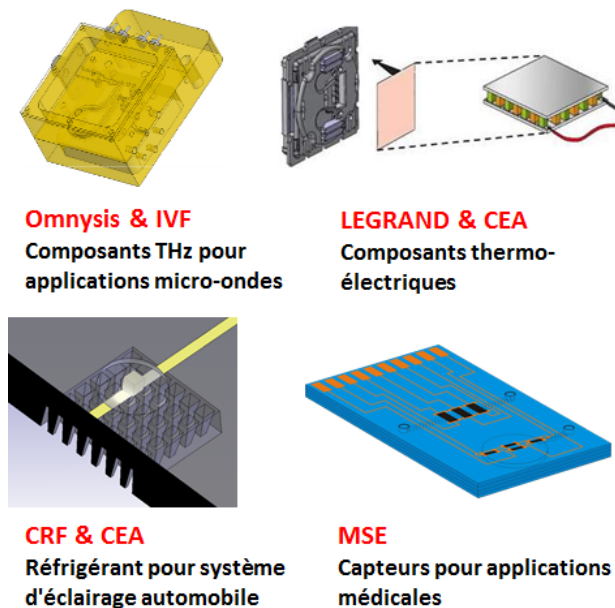 Omnysis & IVF
Composants THz pour
applications micro-ondes
LEGRAND & CEA
Composants thermo-
électriques
CRF & CEA
Réfrigérant pour système
d'éclairage automobile
MSE
Capteurs pour applications
médicales